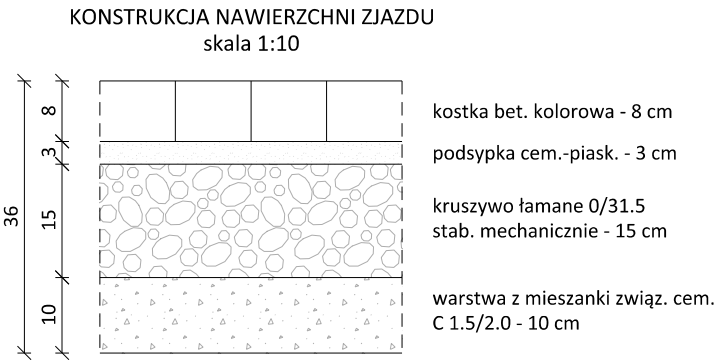 KONSTRUKCJA NAWIERZCHNI ZJAZDU
skala 1:10
8
kostka bet. kolorowa - 8 cm
3
podsypka cem.-piask. - 3 cm
36
15
kruszywo łamane 0/31.5
stab. mechanicznie - 15 cm
10
warstwa z mieszanki związ. cem.
C 1.5/2.0 - 10 cm